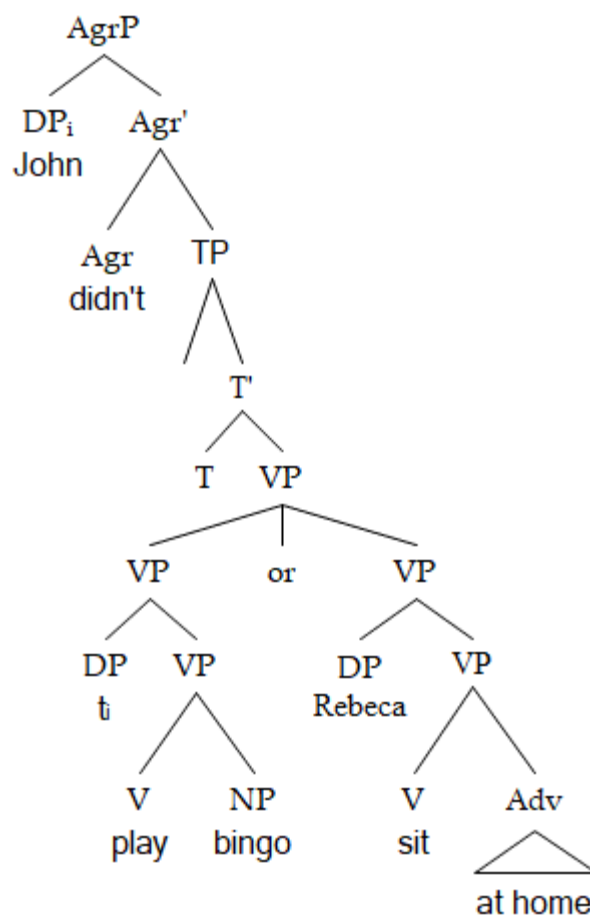 AgrP
DPi Agr'
John
Agr TP
didn't
T'
T VP
VP or VP
DP VP DP VP
ti Rebeca
V NP V Adv
play bingo sit
at home